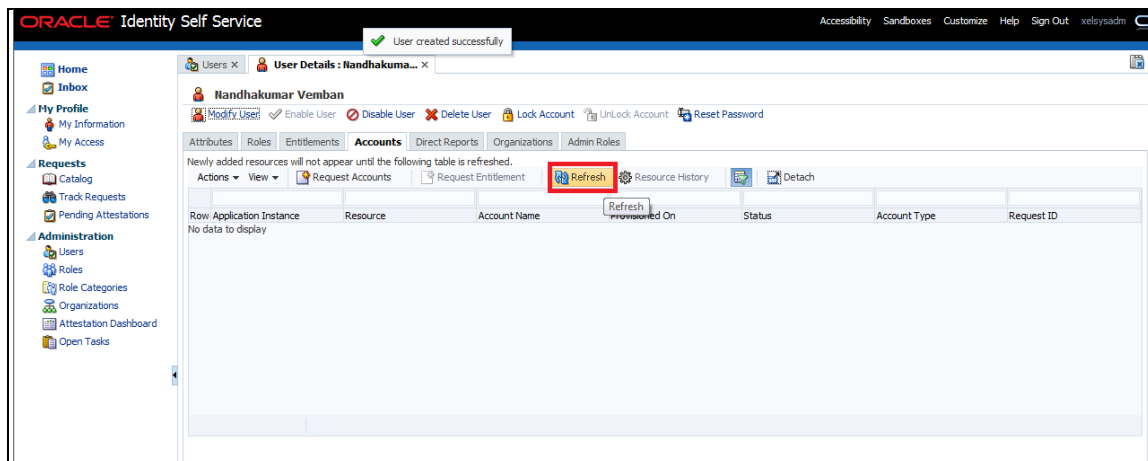 ORACLE Identity Self Service
Accessibility Sandboxes Customize Help Sign Out xelsysadm
User created successfully
Home
Inbox
My Profile
My Information
My Access
Requests
Catalog
Track Requests
Pending Attestations
Administration
Users
Roles
Role Categories
Organizations
Attestation Dashboard
Open Tasks
Users × User Details : Nandhakuma... ×
Nandhakumar Vemban
Modify User Enable User Disable User Delete User Lock Account UnLock Account Reset Password
Attributes Roles Entitlements Accounts Direct Reports Organizations Admin Roles
Newly added resources will not appear until the following table is refreshed.
Actions View Request Accounts Request Entitlement Refresh Resource History Detach
Refresh
Row Application Instance Resource Account Name Provisioned On Status Account Type Request ID
No data to display